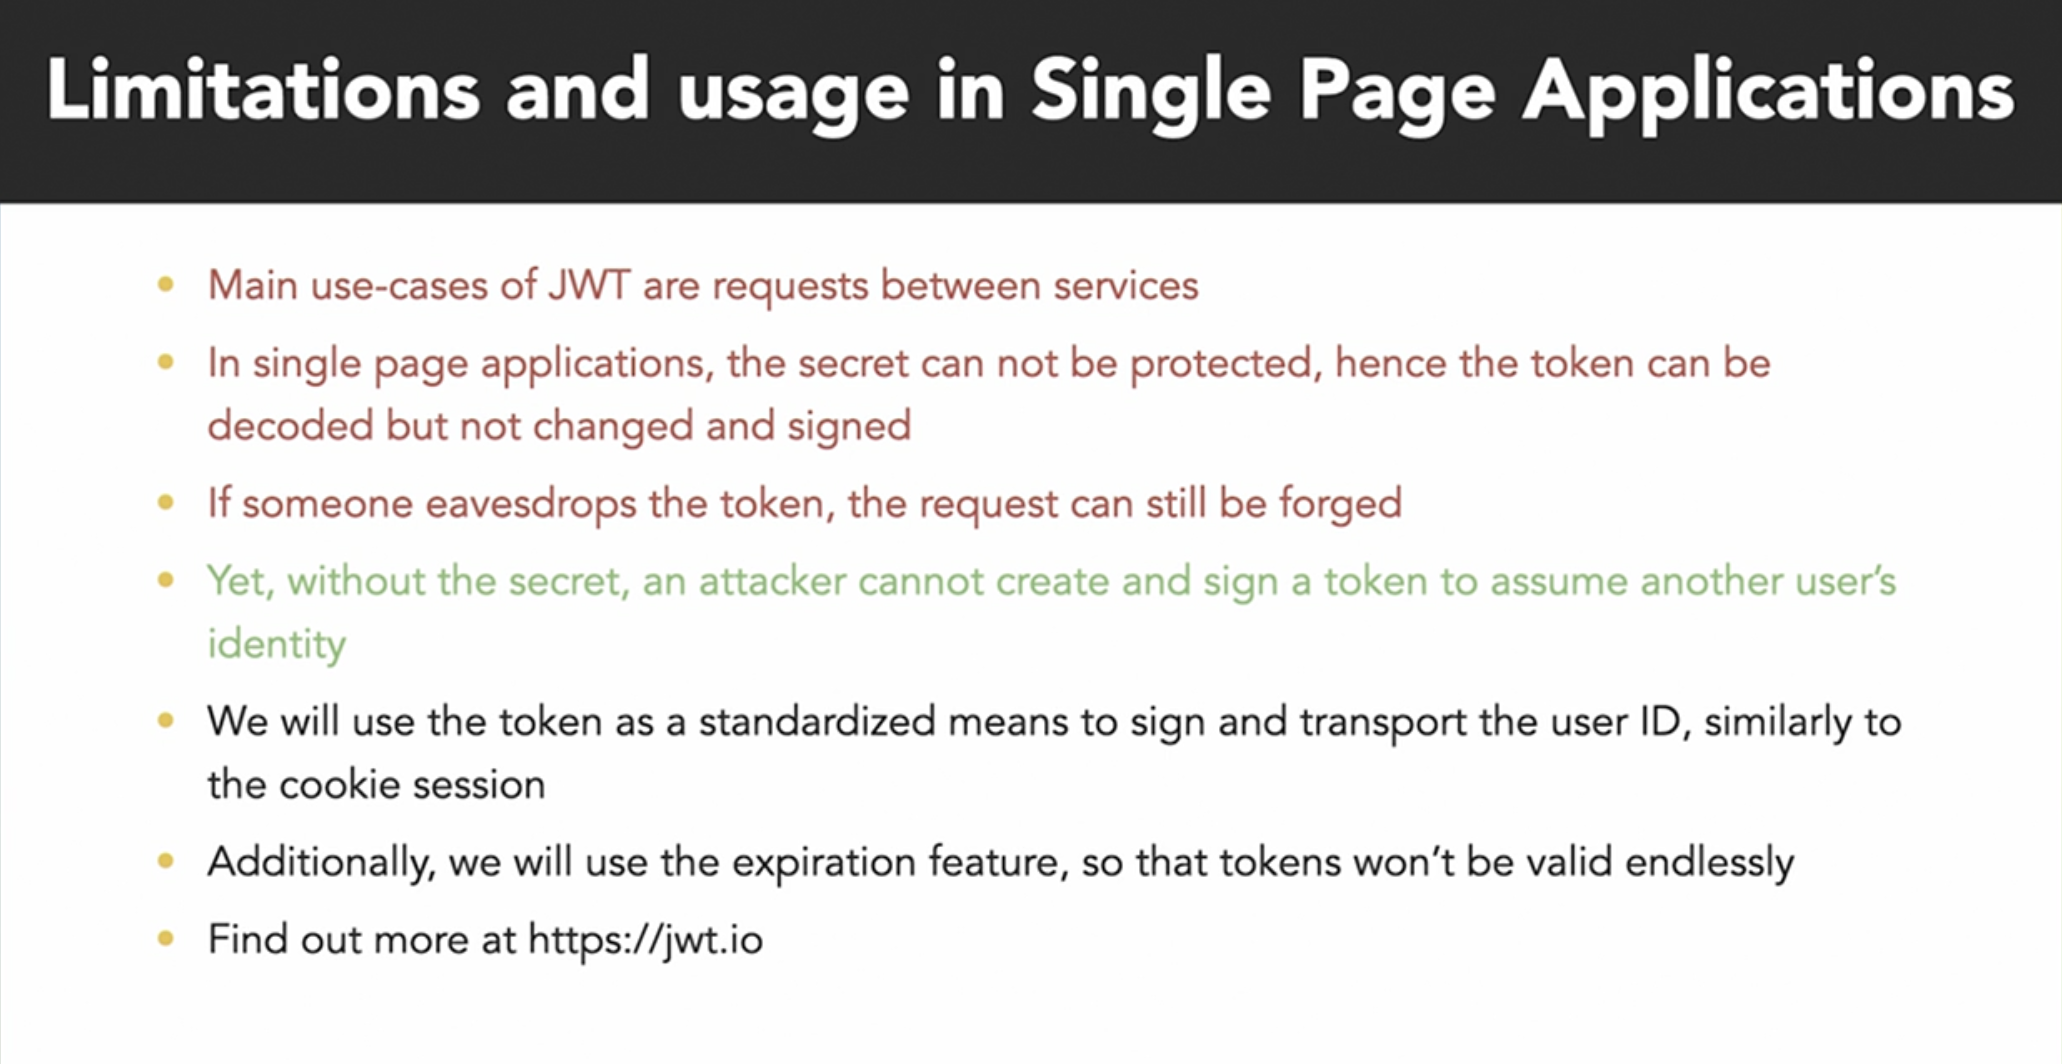 Limitations and usage in Single Page Applications
• Main use-cases of JWT are requests between services
• In single page applications, the secret can not be protected, hence the token can be
decoded but not changed and signed
• If someone eavesdrops the token, the request can still be forged
• Yet, without the secret, an attacker cannot create and sign a token to assume another user’s
identity
• We will use the token as a standardized means to sign and transport the user ID, similarly to
the cookie session
• Additionally, we will use the expiration feature, so that tokens won’t be valid endlessly
• Find out more at https://jwt.io